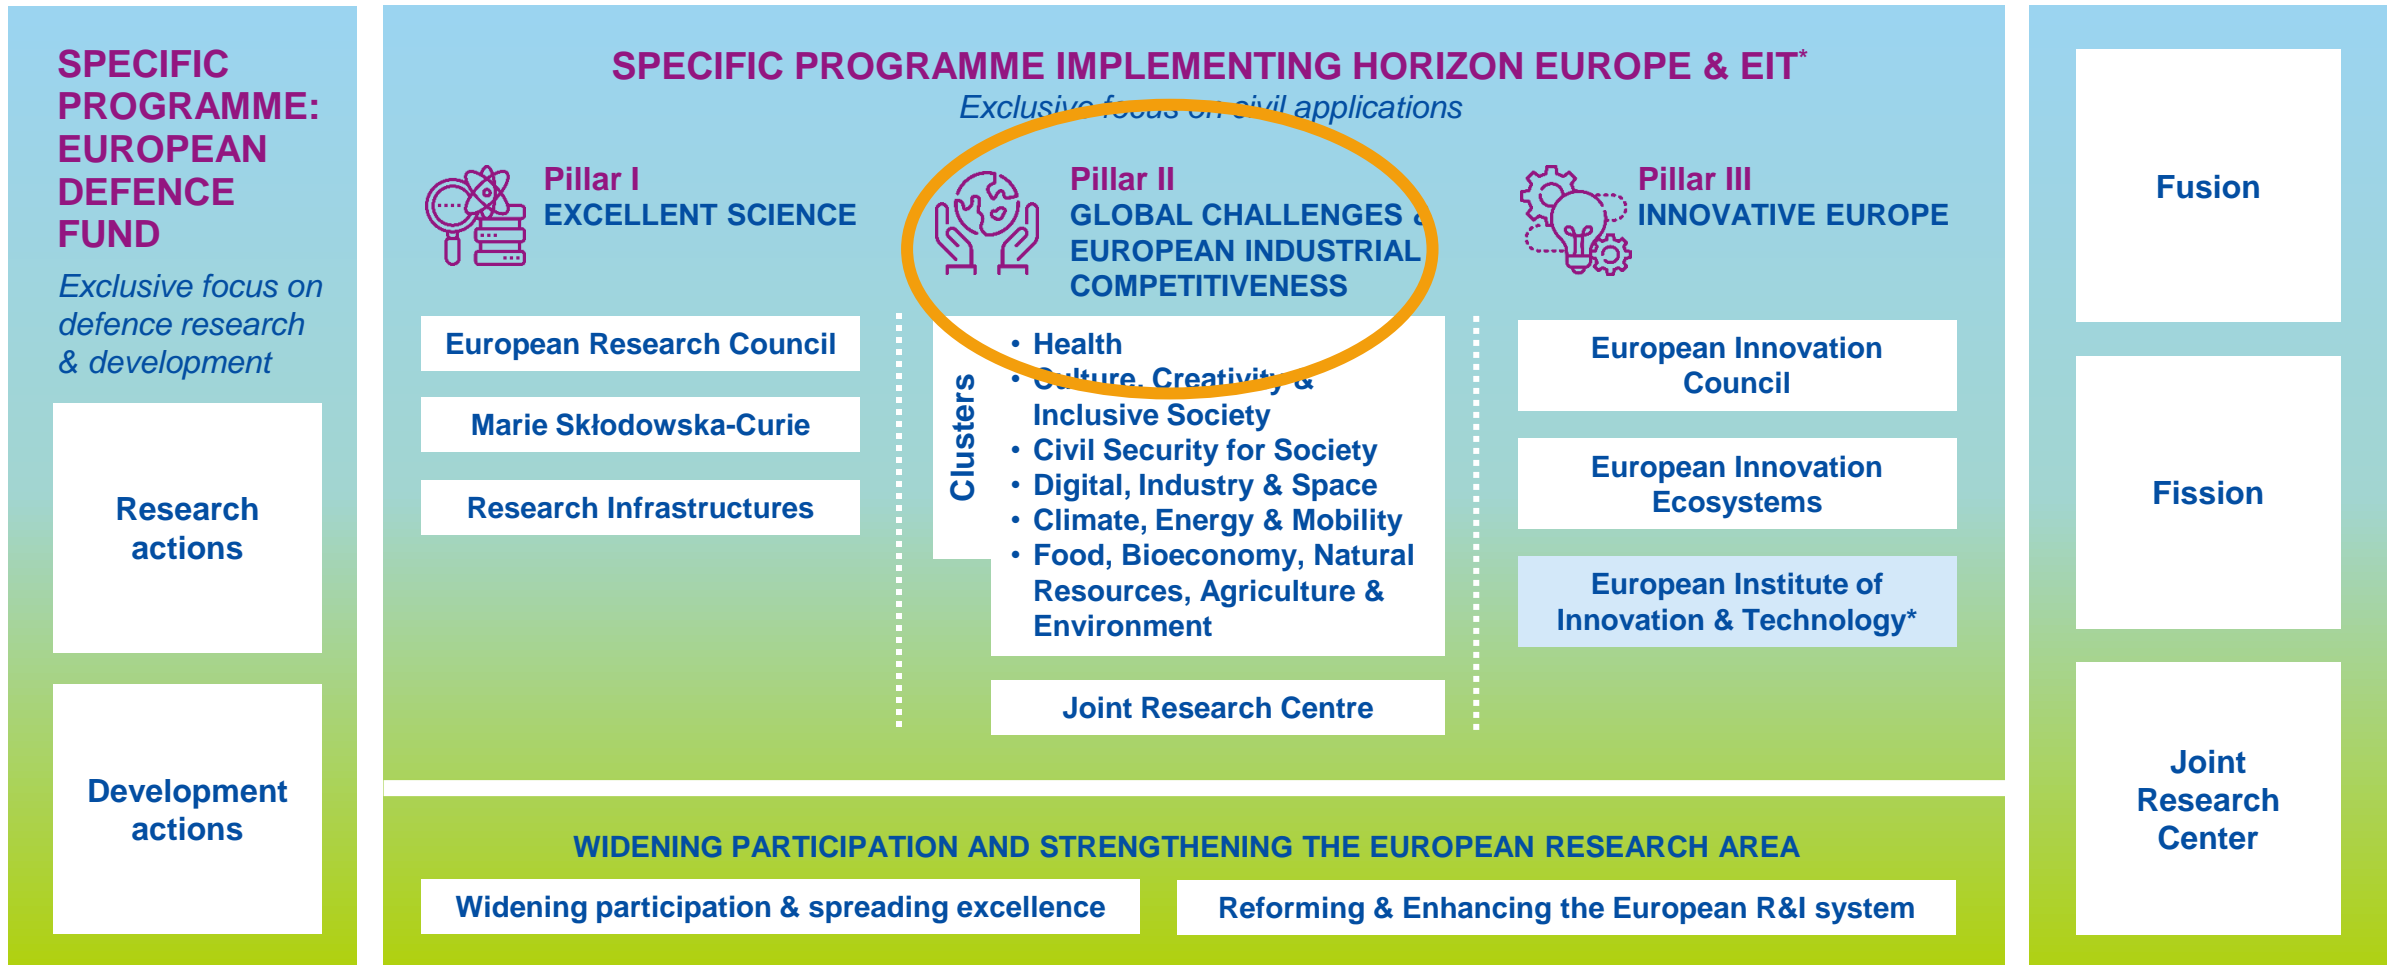 SPECIFIC
PROGRAMME:
EUROPEAN
DEFENCE
FUND
Exclusive focus on
defence research
& development
Research
actions
Development
actions
SPECIFIC PROGRAMME IMPLEMENTING HORIZON EUROPE & EIT*
Exclusive focus on civil applications
Pillar I
EXCELLENT SCIENCE
European Research Council
Marie Skłodowska-Curie
Research Infrastructures
Pillar II
GLOBAL CHALLENGES &
EUROPEAN INDUSTRIAL
COMPETITIVENESS
Clusters
• Health
• Culture, Creativity &
Inclusive Society
• Civil Security for Society
• Digital, Industry & Space
• Climate, Energy & Mobility
• Food, Bioeconomy, Natural
Resources, Agriculture &
Environment
Joint Research Centre
Pillar III
INNOVATIVE EUROPE
European Innovation
Council
European Innovation
Ecosystems
European Institute of
Innovation & Technology*
WIDENING PARTICIPATION AND STRENGTHENING THE EUROPEAN RESEARCH AREA
Widening participation & spreading excellence
Reforming & Enhancing the European R&I system
Fusion
Fission
Joint
Research
Center